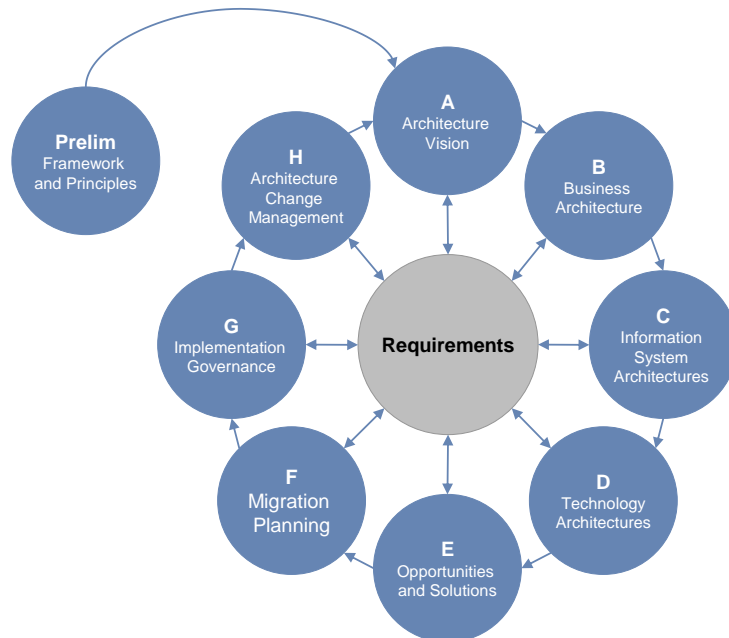 Prelim
Framework
and Principles
A
Architecture
Vision
B
Business
Architecture
C
Information
System
Architectures
D
Technology
Architectures
E
Opportunities
and Solutions
F
Migration
Planning
G
Implementation
Governance
H
Architecture
Change
Management
Requirements